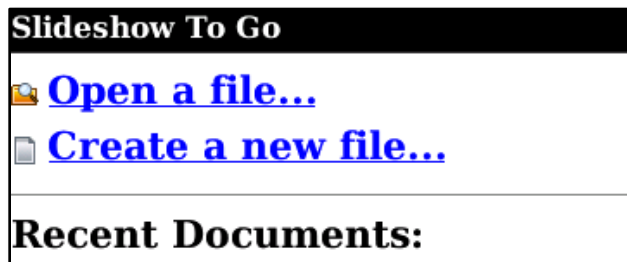 Slideshow To Go
Open a file...
Create a new file...
Recent Documents: